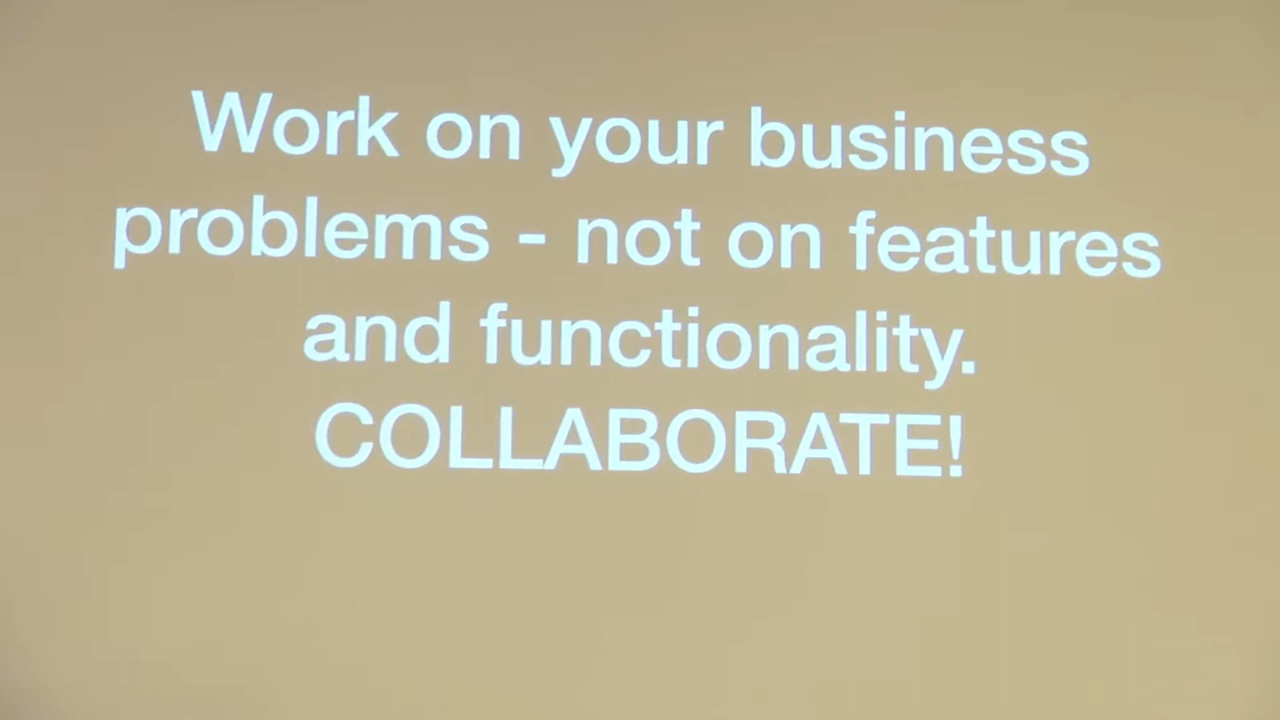 Work on your business
problems - not on features
and functionality.
COLLABORATE!